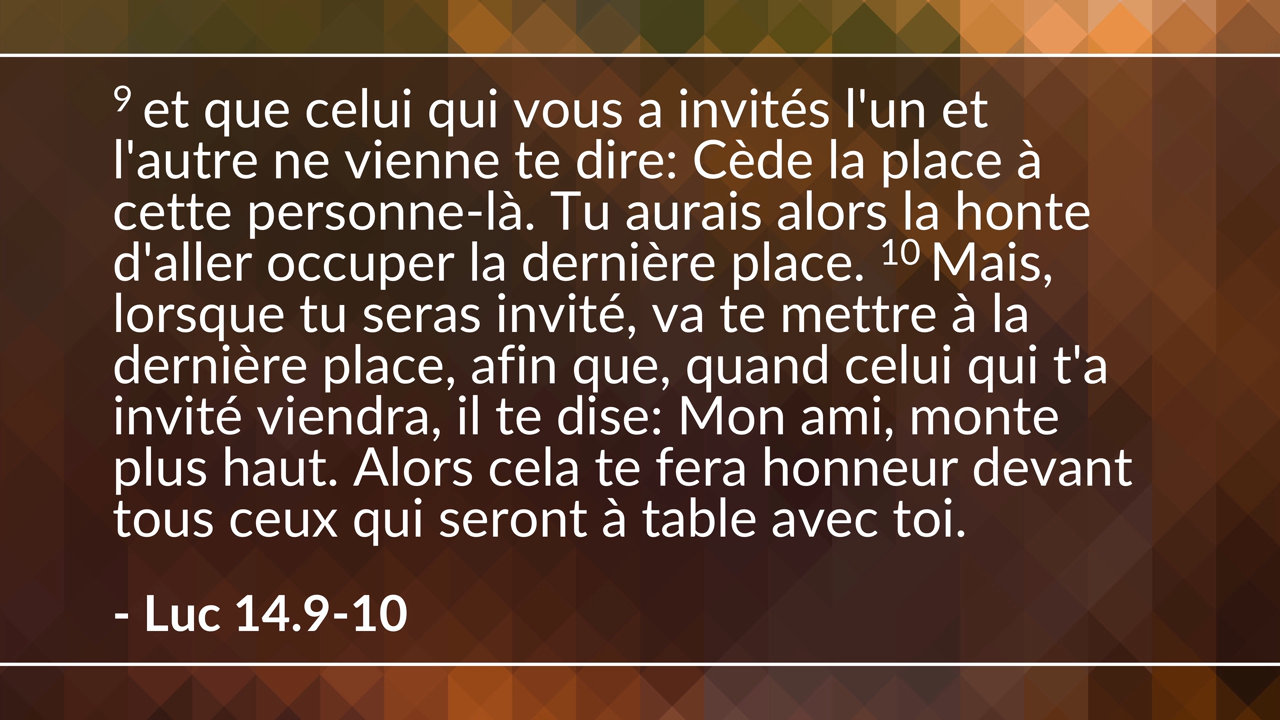 9 et que celui qui vous a invités l'un et
l'autre ne vienne te dire: Cède la place à
cette personne-là. Tu aurais alors la honte
d'aller occuper la dernière place. 10 Mais,
lorsque tu seras invité, va te mettre à la
dernière place, afin que, quand celui qui t'a
invité viendra, il te dise: Mon ami, monte
plus haut. Alors cela te fera honneur devant
tous ceux qui seront à table avec toi.
- Luc 14.9-10